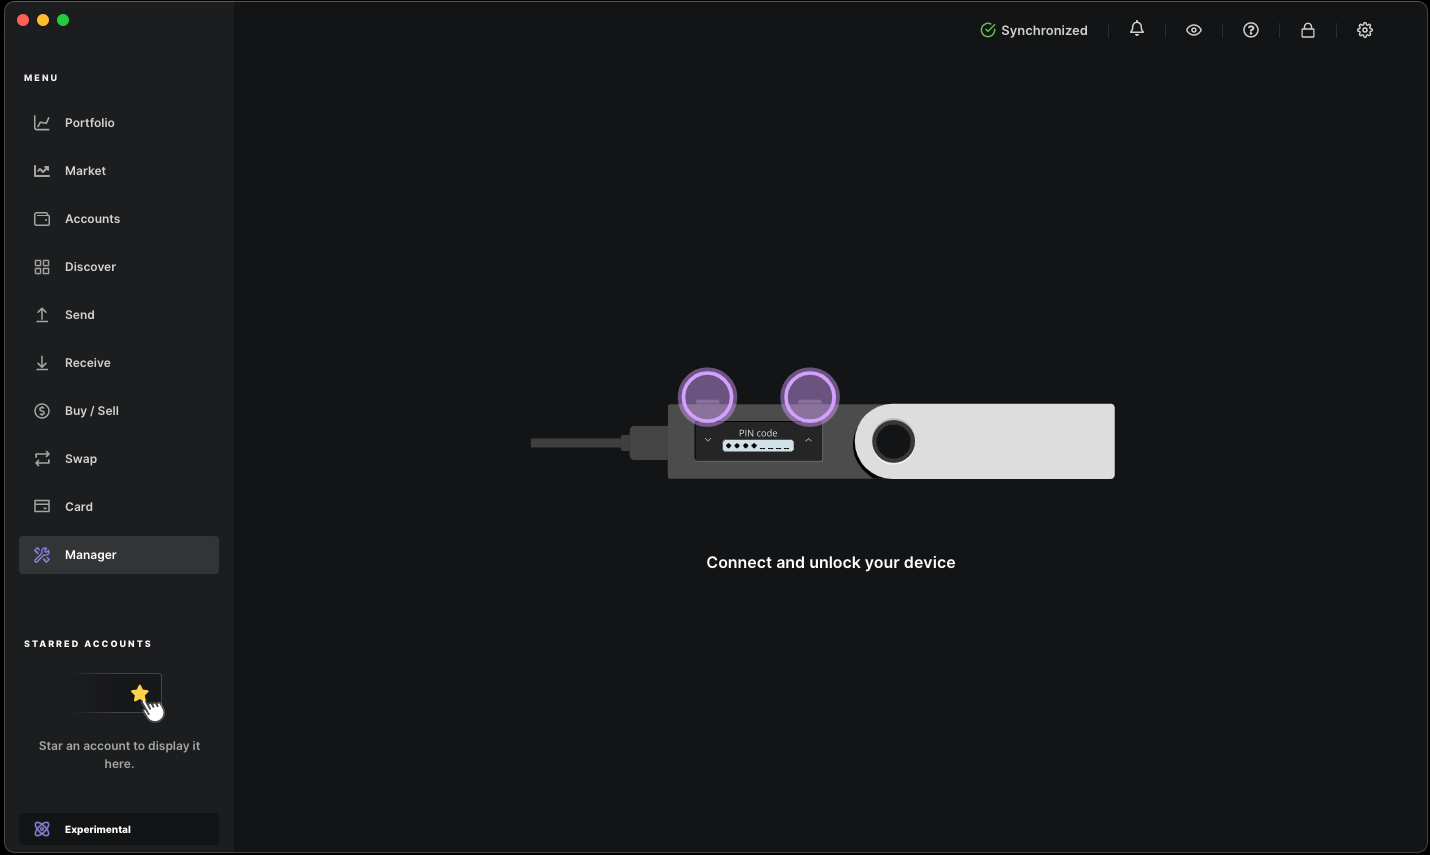 Synchronized
MENU
Portfolio
Market
Accounts
Discover
Send
Receive
Buy / Sell
Swap
Card
Manager
PIN code
Connect and unlock your device
STARRED ACCOUNTS
Star an account to display it
here.
Experimental